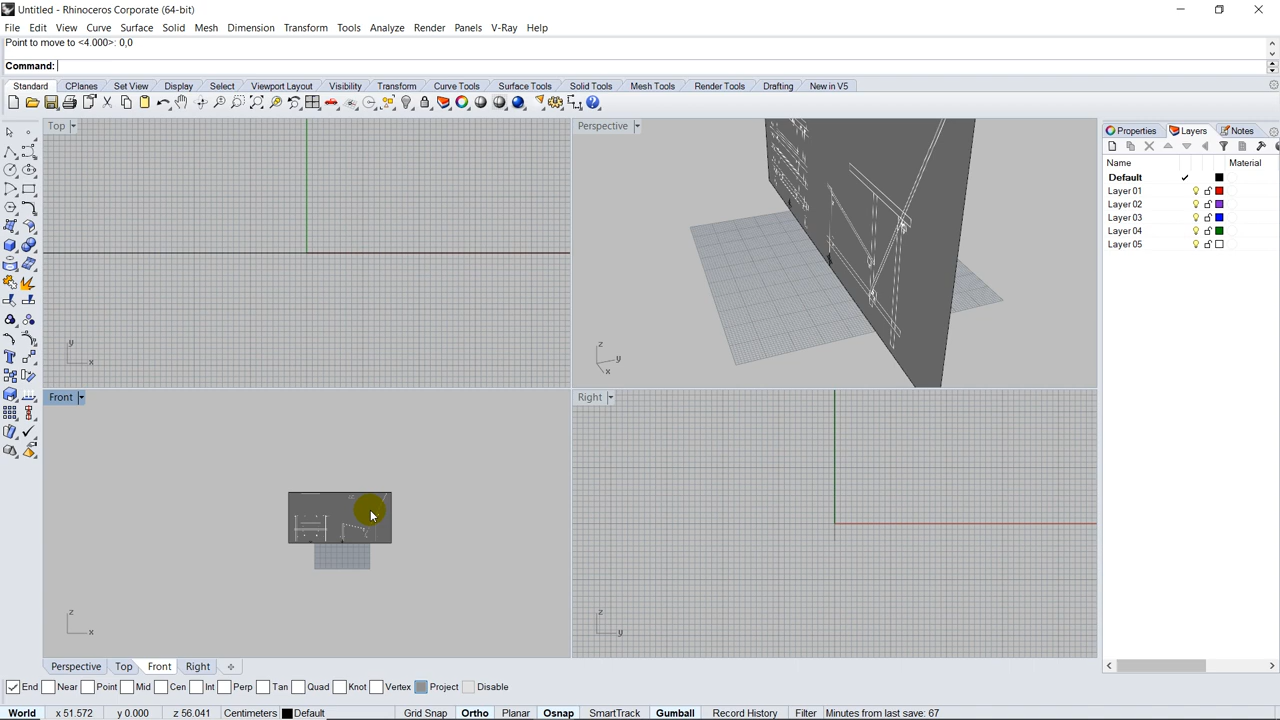 Untitled - Rhinoceros Corporate (64-bit)
File Edit View Curve Surface Solid Mesh Dimension Transform Tools Analyze Render Panels V-Ray Help
Point to move to <4.000>: 0,0
Command:
Standard CPlanes Set View Display Select Viewport Layout Visibility Transform Curve Tools Surface Tools Solid Tools Mesh Tools Render Tools Drafting New in V5
Top
y
x
Perspective
z
y
x
Front
z
x
Right
z
y
Properties Layers Notes
Name Material
Default
Layer 01
Layer 02
Layer 03
Layer 04
Layer 05
Perspective Top Front Right
End Near Point Mid Cen Int Perp Tan Quad Knot Vertex Project Disable
World x 51.572 y 0.000 z 56.041 Centimeters Default Grid Snap Ortho Planar Osnap SmartTrack Gumball Record History Filter Minutes from last save: 67